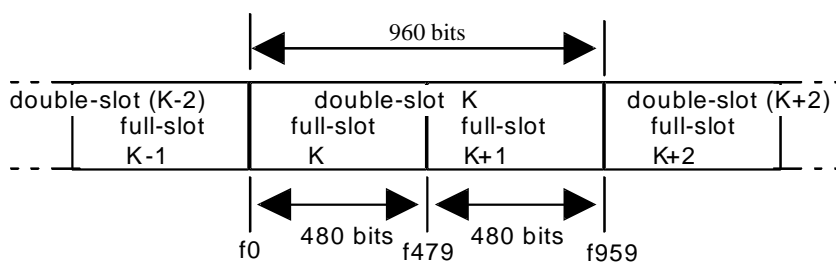 960 bits
double-slot (K-2) double-slot K double-slot (K+2)
full-slot full-slot full-slot full-slot
K-1 K K+1 K+2
480 bits 480 bits
f0 f479 f959